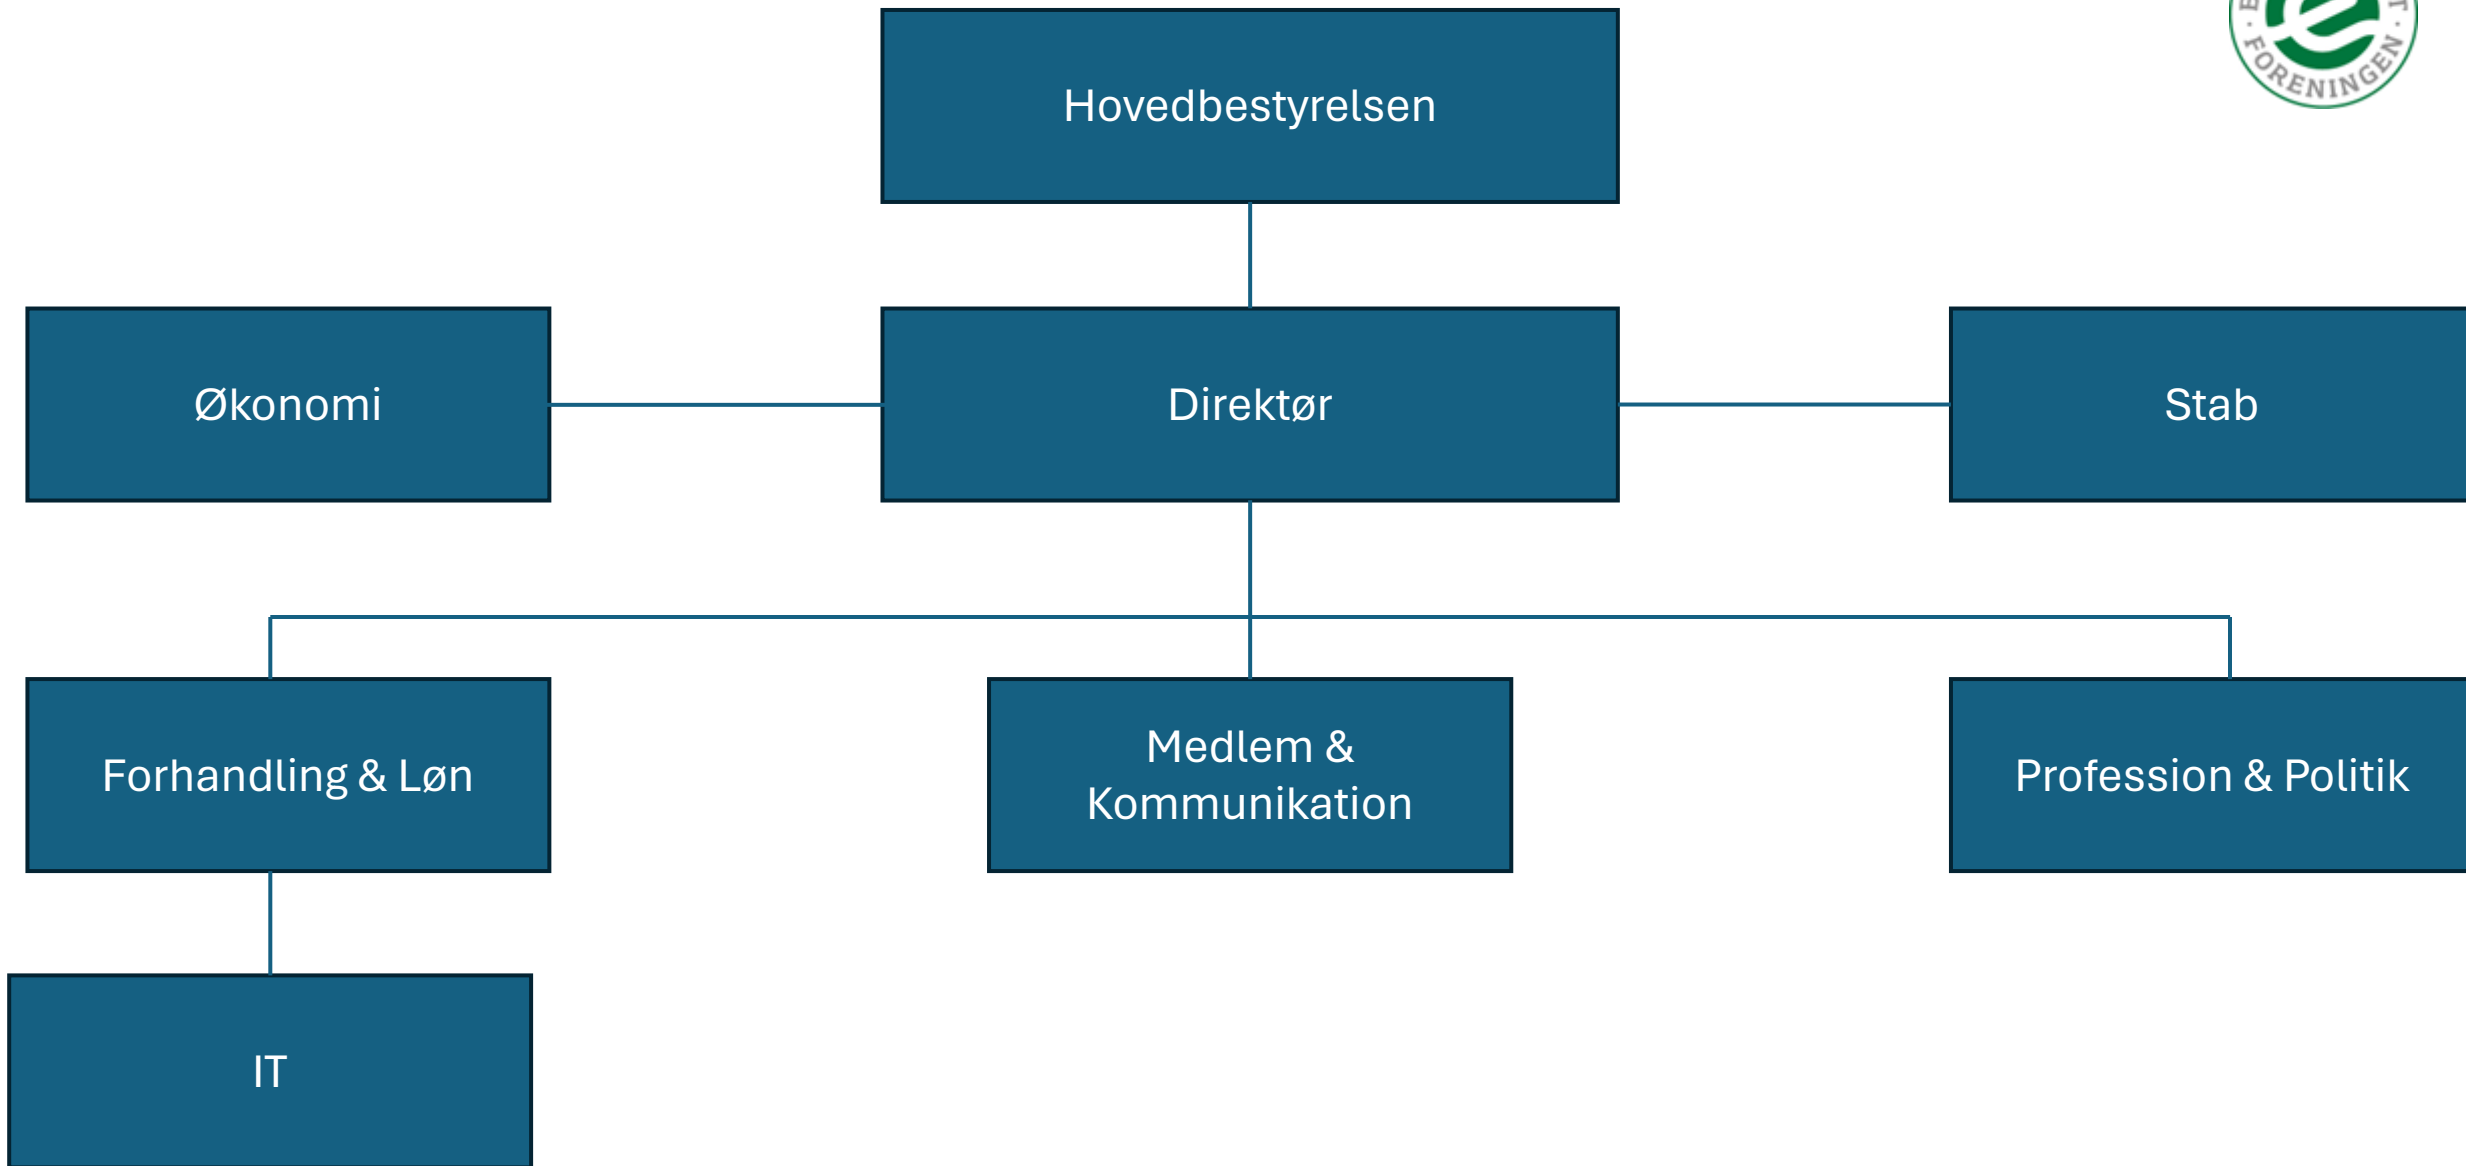 FORENINGEN
Hovedbestyrelsen
Økonomi
Direktør
Stab
Forhandling & Løn
Medlem &
Kommunikation
Profession & Politik
IT